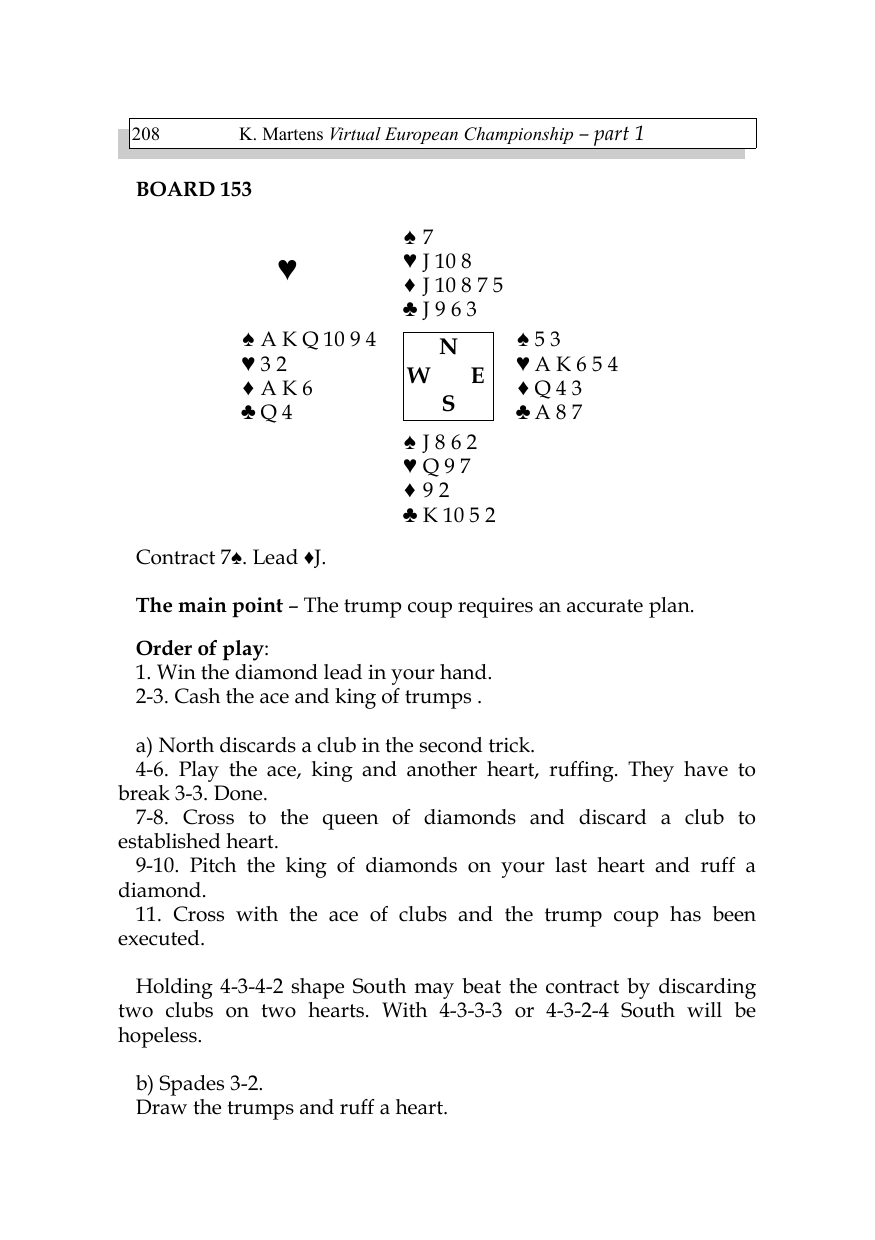 208 K. Martens Virtual European Championship – part 1
BOARD 153
♠ 7
♥ ♥ J 10 8
♦ J 10 8 7 5
♣ J 9 6 3
♠ A K Q 10 9 4 N ♠ 5 3
♥ 3 2 W E ♥ A K 6 5 4
♦ A K 6 ♦ Q 4 3
♣ Q 4 S ♣ A 8 7
♠ J 8 6 2
♥ Q 9 7
♦ 9 2
♣ K 10 5 2
Contract 7♠. Lead ♦J.
The main point – The trump coup requires an accurate plan.
Order of play:
1. Win the diamond lead in your hand.
2-3. Cash the ace and king of trumps .
a) North discards a club in the second trick.
4-6. Play the ace, king and another heart, ruffing. They have to
break 3-3. Done.
7-8. Cross to the queen of diamonds and discard a club to
established heart.
9-10. Pitch the king of diamonds on your last heart and ruff a
diamond.
11. Cross with the ace of clubs and the trump coup has been
executed.
Holding 4-3-4-2 shape South may beat the contract by discarding
two clubs on two hearts. With 4-3-3-3 or 4-3-2-4 South will be
hopeless.
b) Spades 3-2.
Draw the trumps and ruff a heart.